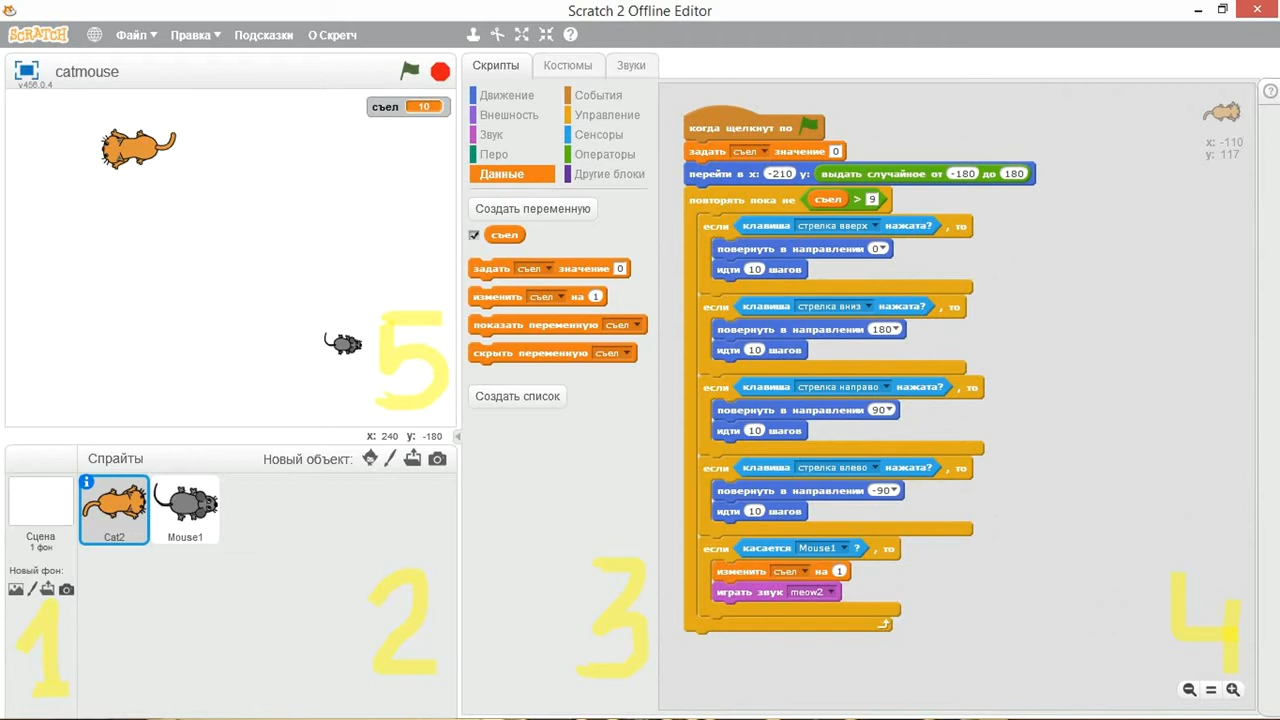 Scratch 2 Offline Editor
SCRATCH Файл Правка Подсказки О Скретч
catmouse
v456.0.4
съел 10
5
x: 240 y: -180
Спрайты Новый объект:
Сцена
1 фон
Новый фон:
Cat2 Mouse1
1
2
Скрипты Костюмы Звуки
Движение События
Внешность Управление
Звук Сенсоры
Перо Операторы
Данные Другие блоки
Создать переменную
съел
задать съел значение 0
изменить съел на 1
показать переменную съел
скрыть переменную съел
Создать список
3
когда щелкнут по
задать съел значение 0
перейти в x: -210 y: выдать случайное от -180 до 180
повторять пока не съел > 9
если клавиша стрелка вверх нажата? , то
повернуть в направлении 0
идти 10 шагов
если клавиша стрелка вниз нажата? , то
повернуть в направлении 180
идти 10 шагов
если клавиша стрелка направо нажата? , то
повернуть в направлении 90
идти 10 шагов
если клавиша стрелка влево нажата? , то
повернуть в направлении -90
идти 10 шагов
если касается Mouse1 ? , то
изменить съел на 1
играть звук meow2
x: -110
y: 117
4